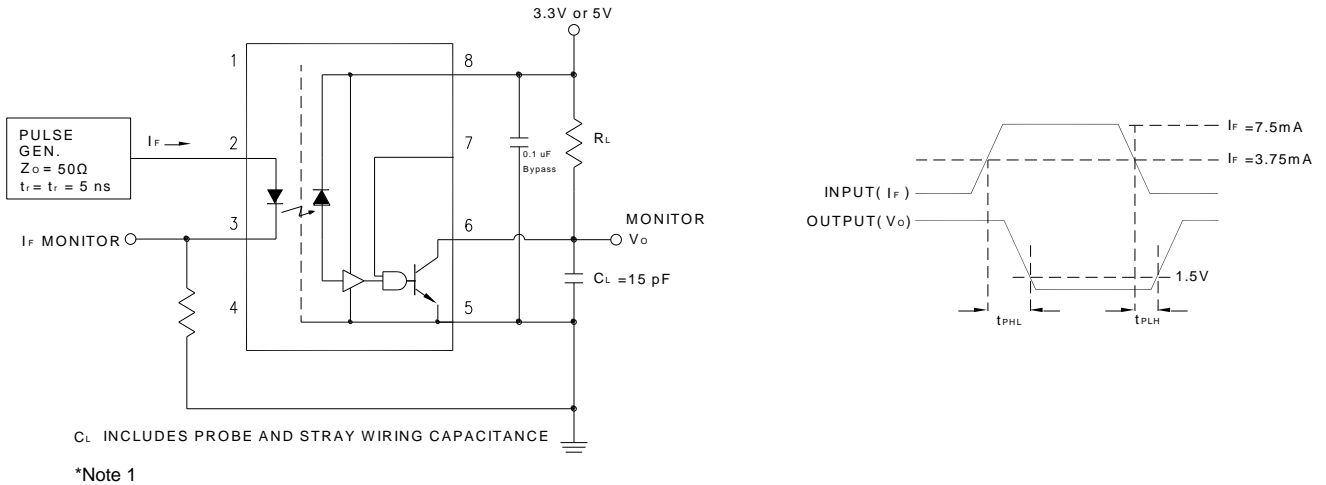 3.3V or 5V
1
8
PULSE
GEN.
Zo = 50Ω
tr = tr = 5 ns
IF
2
7
0.1 uF
Bypass
RL
IF MONITOR
3
6
MONITOR
Vo
4
5
CL =15 pF
CL INCLUDES PROBE AND STRAY WIRING CAPACITANCE
*Note 1
IF =7.5mA
IF =3.75mA
INPUT( IF )
OUTPUT( Vo)
1.5V
tPHL
tPLH